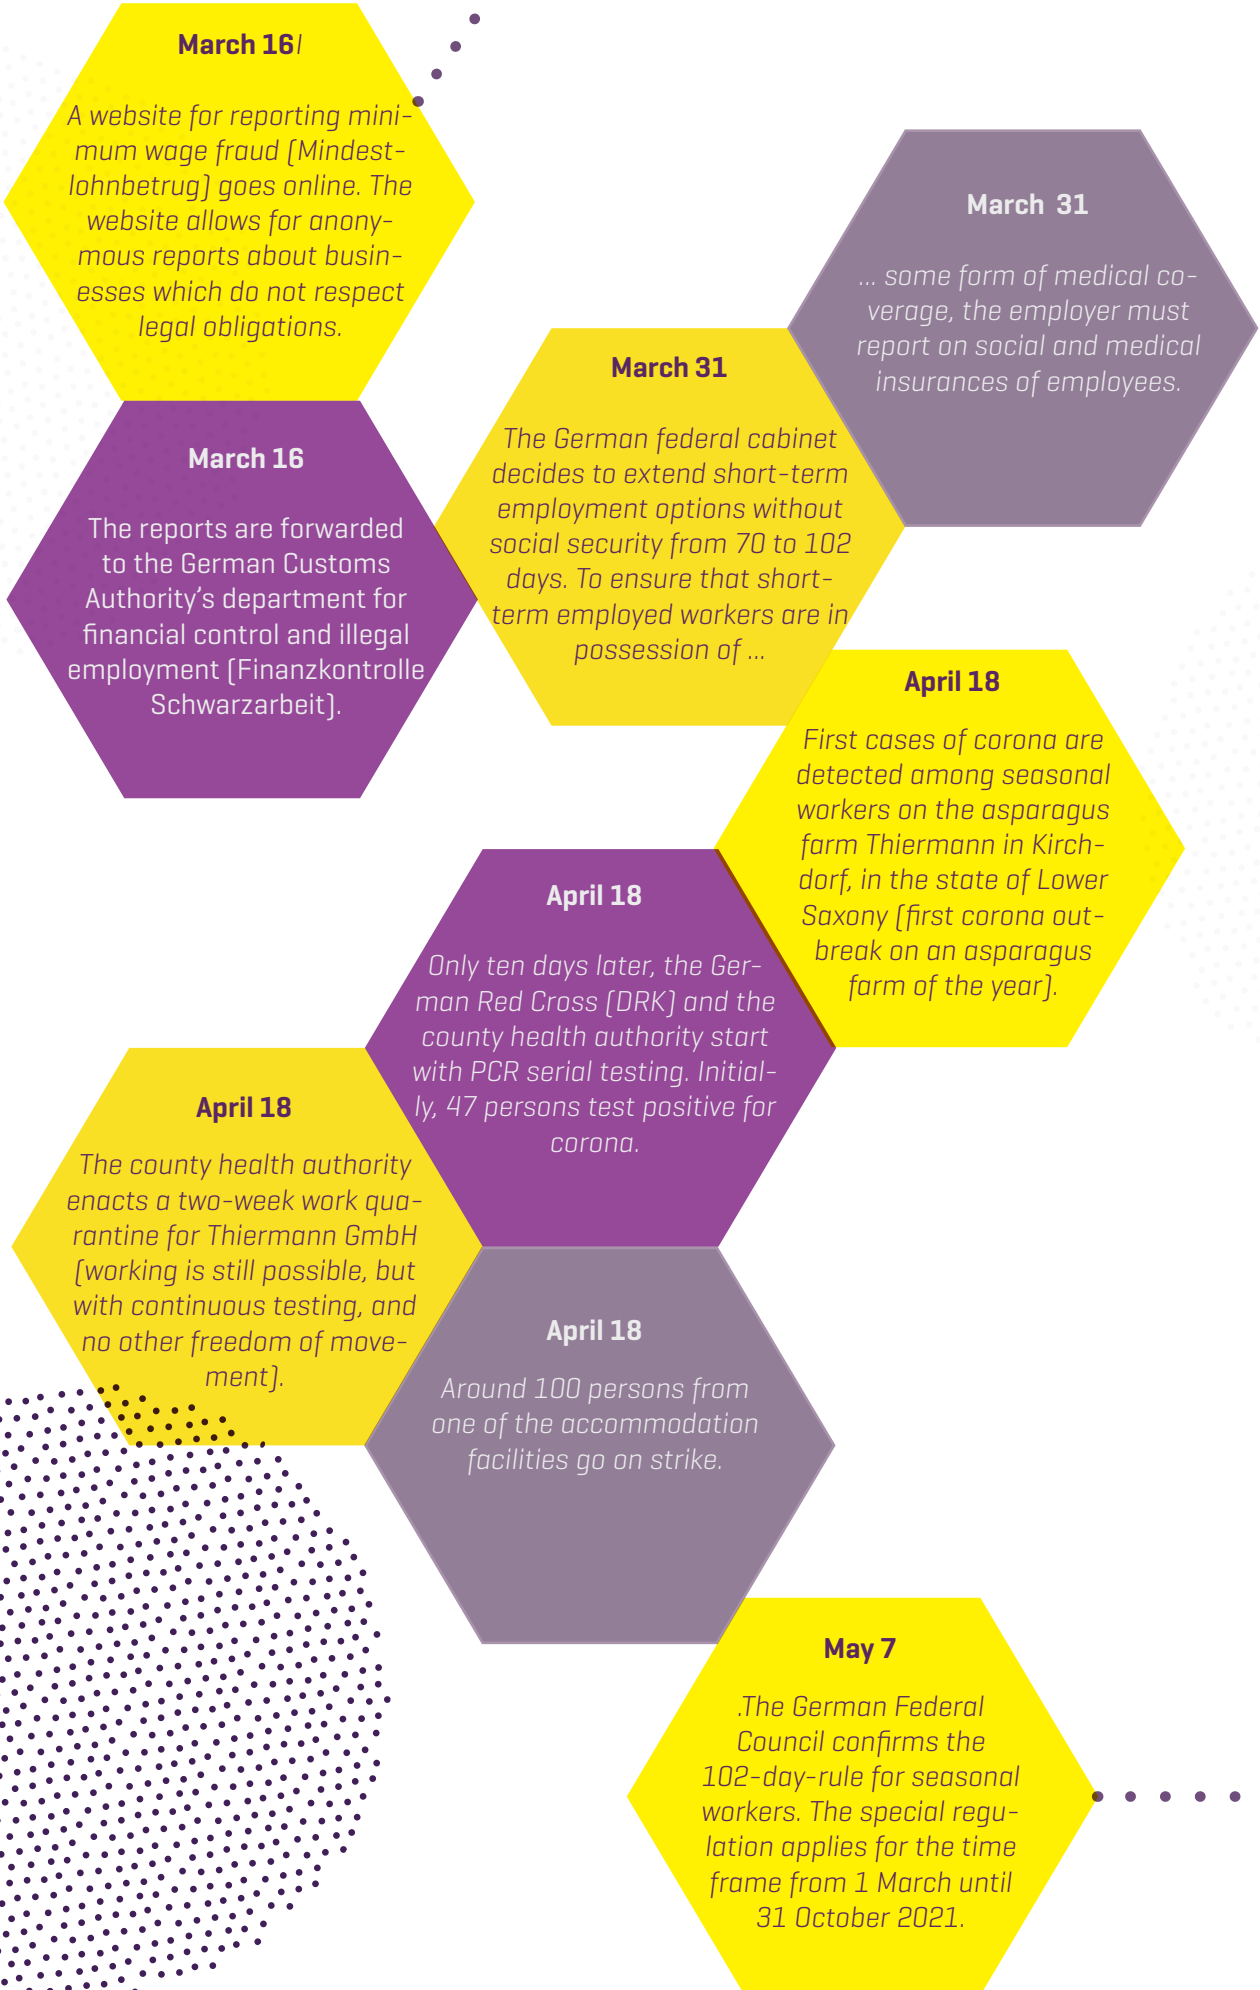 March 16/
A website for reporting mini-
mum wage fraud (Mindest-
lohnbetrug) goes online. The
website allows for anony-
mous reports about busin-
esses which do not respect
legal obligations.
March 16
The reports are forwarded
to the German Customs
Authority's department for
financial control and illegal
employment (Finanzkontrolle
Schwarzarbeit).
March 31
The German federal cabinet
decides to extend short-term
employment options without
social security from 70 to 102
days. To ensure that short-
term employed workers are in
possession of ...
March 31
... some form of medical co-
verage, the employer must
report on social and medical
insurances of employees.
April 18
First cases of corona are
detected among seasonal
workers on the asparagus
farm Thiermann in Kirch-
dorf, in the state of Lower
Saxony (first corona out-
break on an asparagus
farm of the year).
April 18
Only ten days later, the Ger-
man Red Cross (DRK) and the
county health authority start
with PCR serial testing. Initial-
ly, 47 persons test positive for
corona.
April 18
The county health authority
enacts a two-week work qua-
rantine for Thiermann GmbH
(working is still possible, but
with continuous testing, and
no other freedom of move-
ment).
April 18
Around 100 persons from
one of the accommodation
facilities go on strike.
May 7
.The German Federal
Council confirms the
102-day-rule for seasonal
workers. The special regu-
lation applies for the time
frame from 1 March until
31 October 2021.